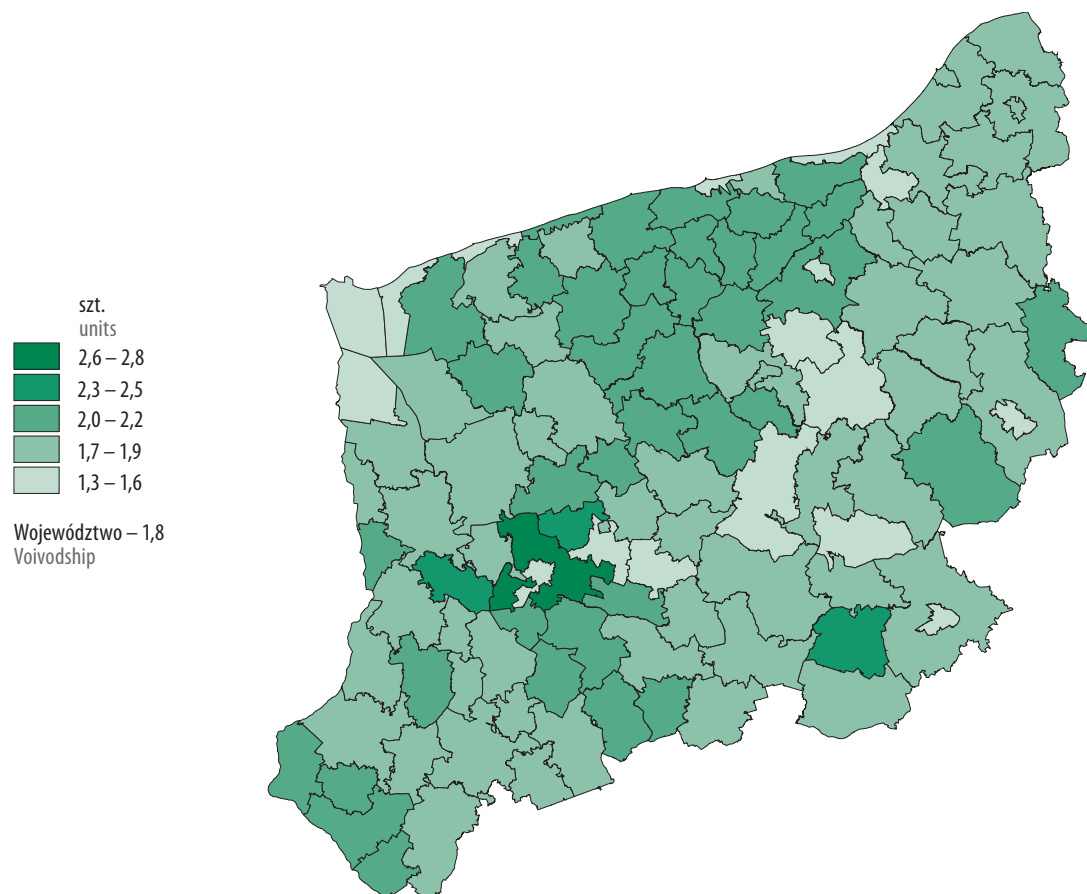 szt.
units
2,6 – 2,8
2,3 – 2,5
2,0 – 2,2
1,7 – 1,9
1,3 – 1,6
Województwo – 1,8
Voivodship